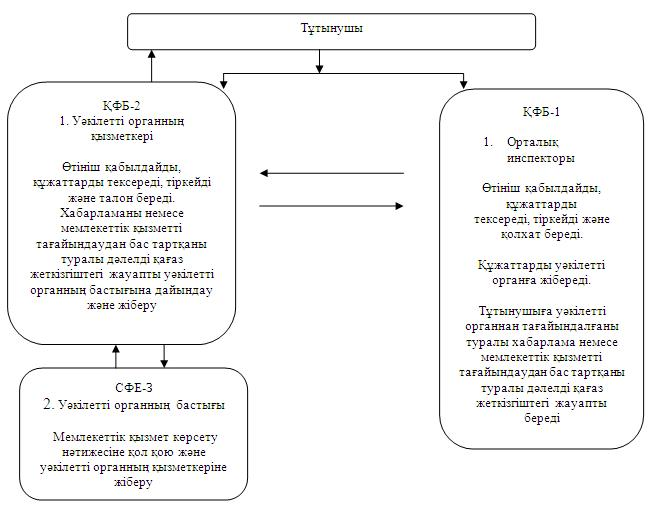 Тұтынушы
ҚФБ-2
1. Уәкілетті органның
қызметкері
Өтініш қабылдайды,
құжаттарды тексереді, тіркейді
және талон береді.
Хабарламаны немесе
мемлекеттік қызметті
тағайындаудан бас тартқаны
туралы дәлелді қағаз
жеткізгіштегі жауапты уәкілетті
органның бастығына дайындау
және жіберу
СФЕ-3
2. Уәкілетті органның бастығы
Мемлекеттік қызмет көрсету
нәтижесіне қол қою және
уәкілетті органның қызметкеріне
жіберу
ҚФБ-1
1. Орталық
инспекторы
Өтініш қабылдайды,
құжаттарды
тексереді, тіркейді және
қолхат береді.
Құжаттарды уәкілетті
органға жібереді.
Тұтынушыға уәкілетті
органнан тағайындалғаны
туралы хабарлама немесе
мемлекеттік қызметті
тағайындаудан бас тартқаны
туралы дәлелді қағаз
жеткізгіштегі жауапты
береді